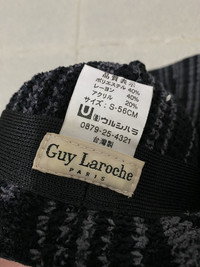 品質表示
ポリエステル 40%
レーヨン 40%
アクリル 20%
サイズ:S-56CM
U ㈱ウルシハラ
0879-25-4321
台湾製
Guy Laroche
PARIS